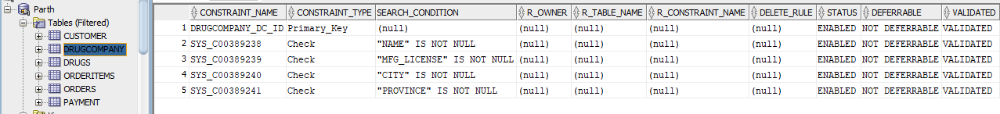 Parth
Tables (Filtered)
CUSTOMER
DRUGCOMPANY
DRUGS
ORDERITEMS
ORDERS
PAYMENT
CONSTRAINT_NAME CONSTRAINT_TYPE SEARCH_CONDITION R_OWNER R_TABLE_NAME R_CONSTRAINT_NAME DELETE_RULE STATUS DEFERRABLE VALIDATED
1 DRUGCOMPANY_DC_ID Primary_Key (null) (null) (null) (null) (null) ENABLED NOT DEFERRABLE VALIDATED
2 SYS_C00389238 Check "NAME" IS NOT NULL (null) (null) (null) (null) ENABLED NOT DEFERRABLE VALIDATED
3 SYS_C00389239 Check "MFG_LICENSE" IS NOT NULL (null) (null) (null) (null) ENABLED NOT DEFERRABLE VALIDATED
4 SYS_C00389240 Check "CITY" IS NOT NULL (null) (null) (null) (null) ENABLED NOT DEFERRABLE VALIDATED
5 SYS_C00389241 Check "PROVINCE" IS NOT NULL (null) (null) (null) (null) ENABLED NOT DEFERRABLE VALIDATED